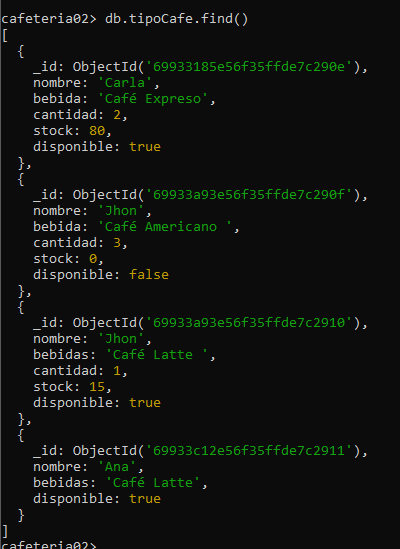 cafeteria02> db.tipoCafe.find()
[
  {
    _id: ObjectId('69933185e56f35ffde7c290e'),
    nombre: 'Carla',
    bebida: 'Café Expreso',
    cantidad: 2,
    stock: 80,
    disponible: true
  },
  {
    _id: ObjectId('69933a93e56f35ffde7c290f'),
    nombre: 'Jhon',
    bebida: 'Café Americano ',
    cantidad: 3,
    stock: 0,
    disponible: false
  },
  {
    _id: ObjectId('69933a93e56f35ffde7c2910'),
    nombre: 'Jhon',
    bebidas: 'Café Latte ',
    cantidad: 1,
    stock: 15,
    disponible: true
  },
  {
    _id: ObjectId('69933c12e56f35ffde7c2911'),
    nombre: 'Ana',
    bebidas: 'Café Latte',
    disponible: true
  }
]
cafeteria02>